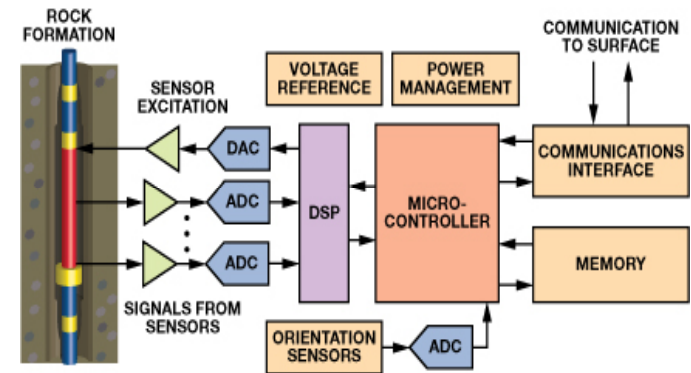 ROCK
FORMATION
SENSOR
EXCITATION
VOLTAGE
REFERENCE
POWER
MANAGEMENT
COMMUNICATION
TO SURFACE
DAC
ADC
ADC
DSP
MICRO-
CONTROLLER
COMMUNICATIONS
INTERFACE
MEMORY
SIGNALS FROM
SENSORS
ORIENTATION
SENSORS
ADC